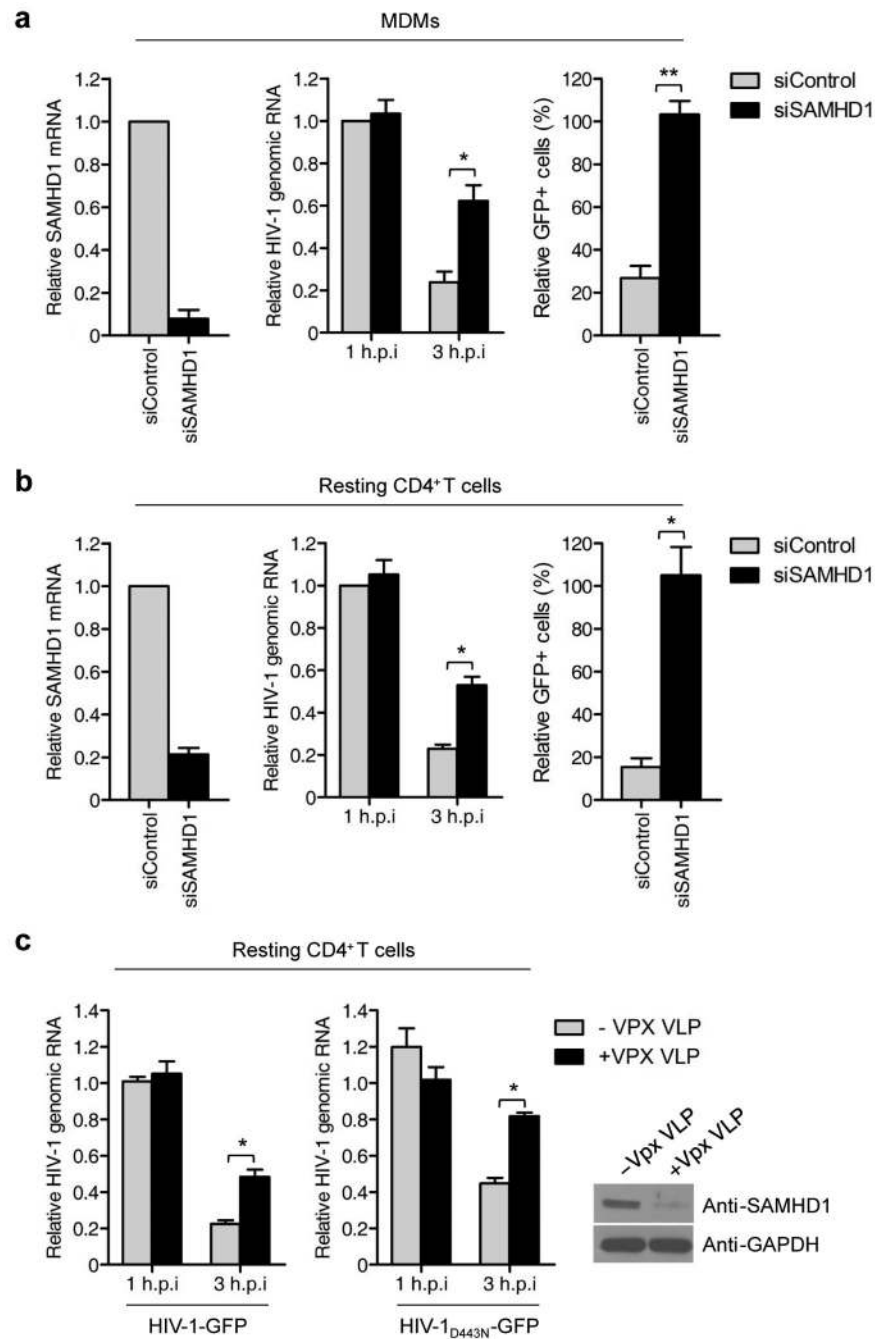 a
MDMs
Relative SAMHD1 mRNA
1.2
1.0
0.8
0.6
0.4
0.2
0
siControl
siSAMHD1
Relative HIV-1 genomic RNA
1.2
1.0
0.8
0.6
0.4
0.2
0
*
1 h.p.i
3 h.p.i
Relative GFP+ cells (%)
120
100
80
60
40
20
0
**
siControl
siSAMHD1
siControl
siSAMHD1
b
Resting CD4⁺T cells
Relative SAMHD1 mRNA
1.2
1.0
0.8
0.6
0.4
0.2
0
siControl
siSAMHD1
Relative HIV-1 genomic RNA
1.2
1.0
0.8
0.6
0.4
0.2
0
*
1 h.p.i
3 h.p.i
Relative GFP+ cells (%)
120
100
80
60
40
20
0
*
siControl
siSAMHD1
siControl
siSAMHD1
c
Resting CD4⁺T cells
Relative HIV-1 genomic RNA
1.4
1.2
1.0
0.8
0.6
0.4
0.2
0
*
1 h.p.i
3 h.p.i
HIV-1-GFP
Relative HIV-1 genomic RNA
1.4
1.2
1.0
0.8
0.6
0.4
0.2
0
*
1 h.p.i
3 h.p.i
HIV-1D443N-GFP
- VPX VLP
+VPX VLP
–Vpx VLP
+Vpx VLP
Anti-SAMHD1
Anti-GAPDH